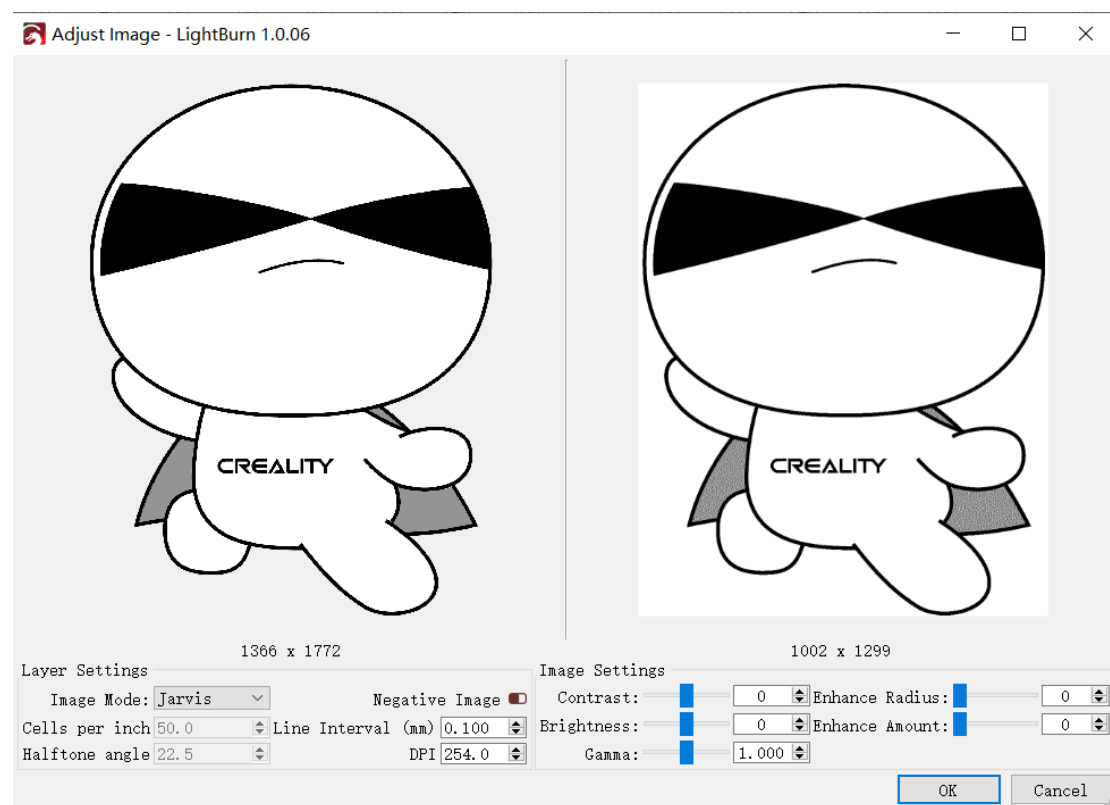 Adjust Image - LightBurn 1.0.06
CREALITY
CREALITY
1366 x 1772
1002 x 1299
Layer Settings
Image Mode: Jarvis
Negative Image
Cells per inch 50.0
Line Interval (mm) 0.100
Halftone angle 22.5
DPI 254.0
Image Settings
Contrast: 0
Enhance Radius: 0
Brightness: 0
Enhance Amount: 0
Gamma: 1.000
OK
Cancel